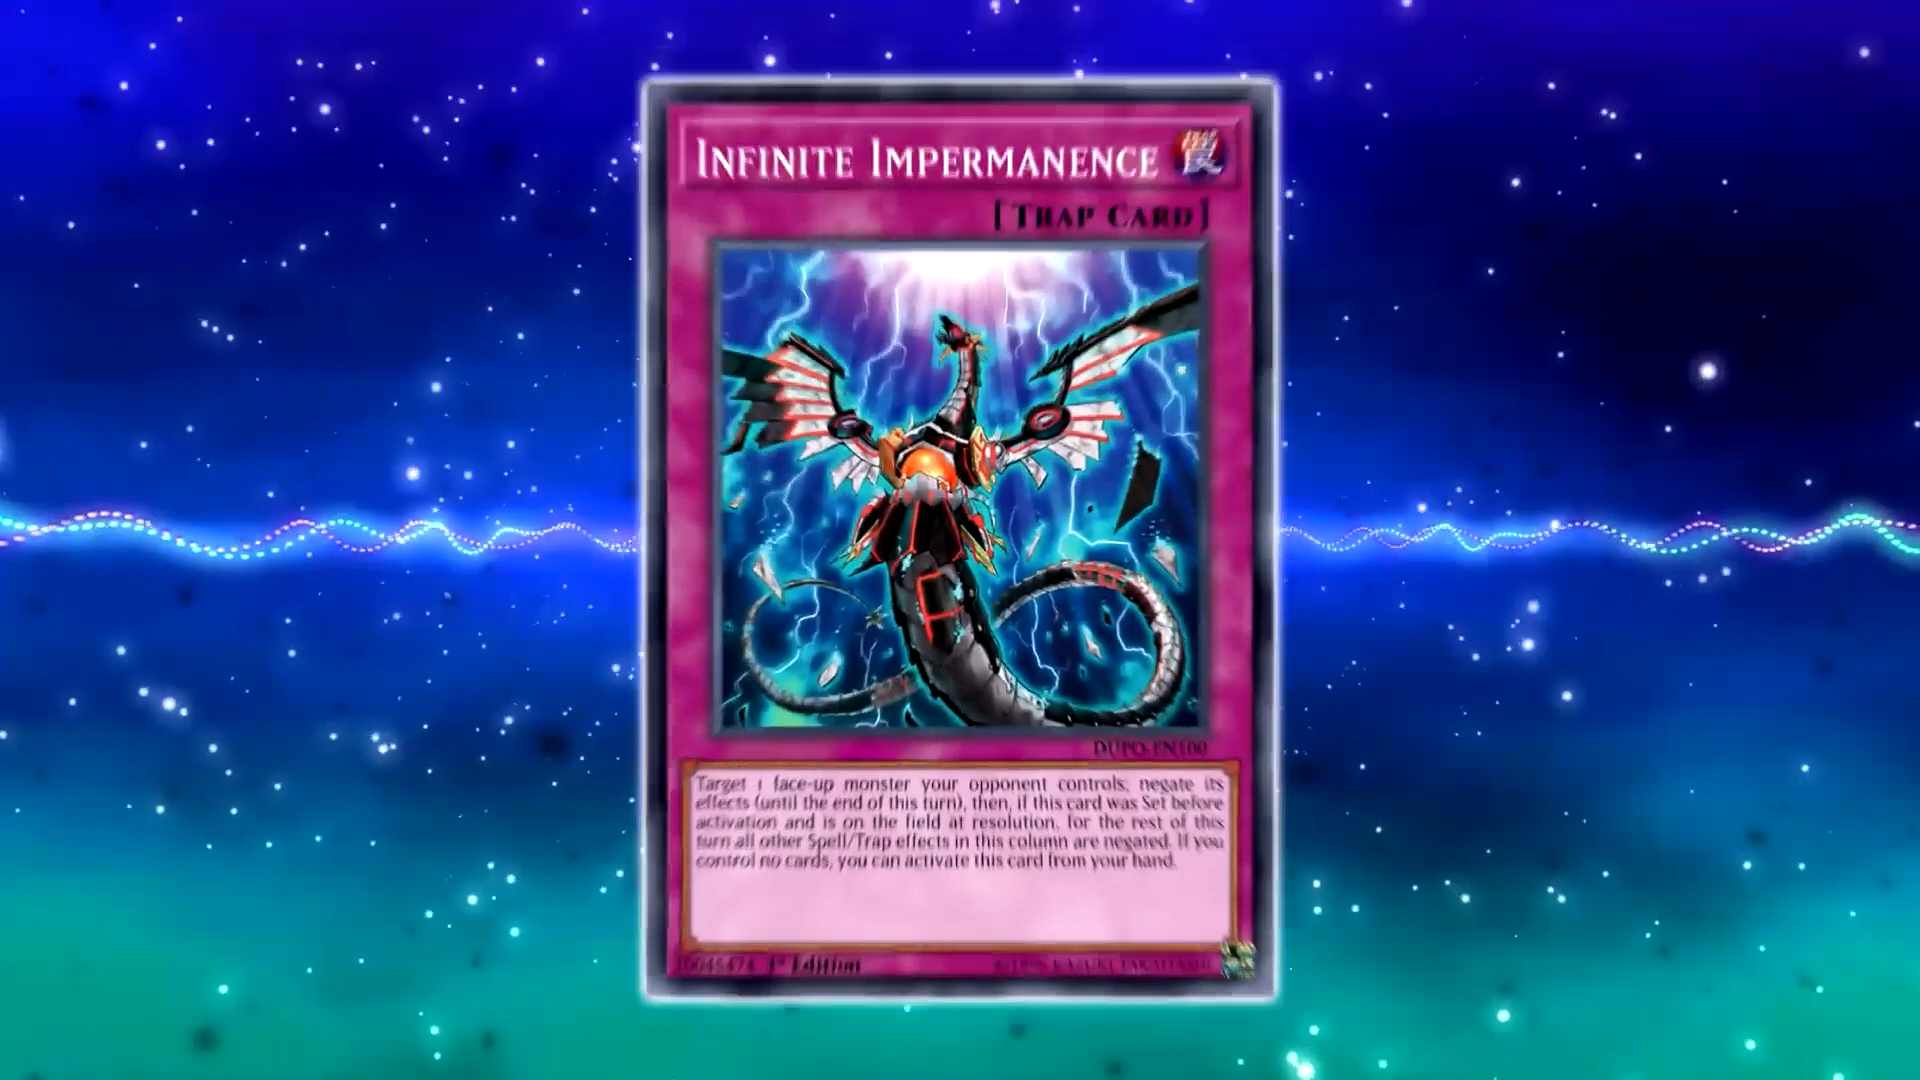 INFINITE IMPERMANENCE
[TRAP CARD]
DUPO-EN100
Target 1 face-up monster your opponent controls; negate its
effects (until the end of this turn), then, if this card was Set before
activation and is on the field at resolution, for the rest of this
turn all other Spell/Trap effects in this column are negated. If you
control no cards, you can activate this card from your hand.
1st Edition
KAZUKI TAKAHASHI